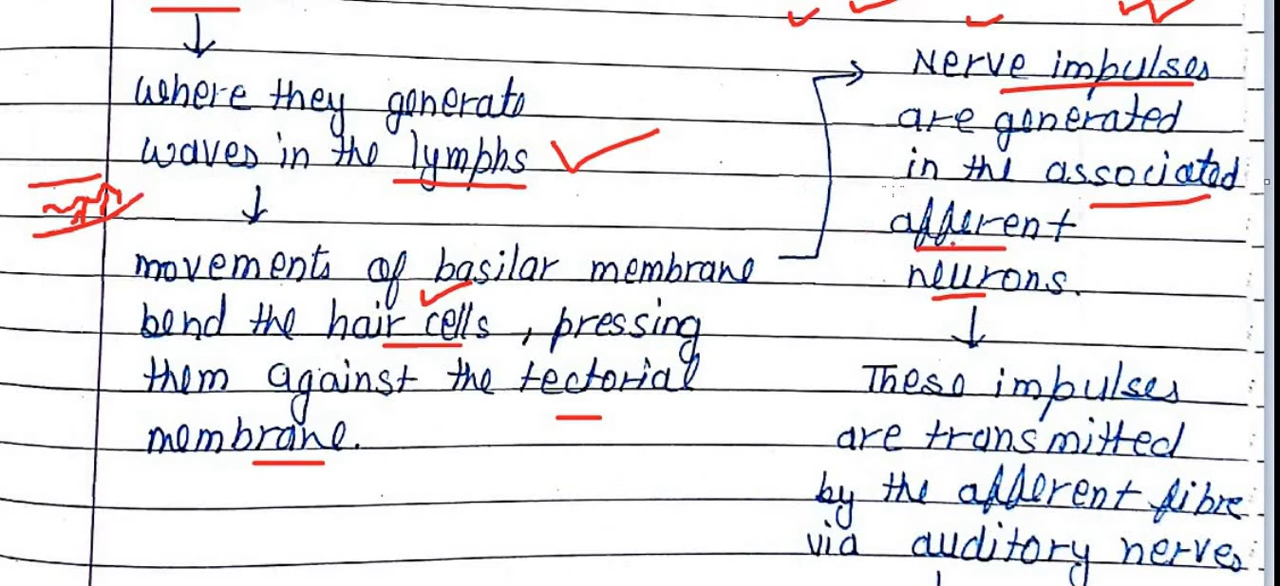 where they generate
waves in the lymphs
movements of basilar membrane
bend the hair cells, pressing
them against the tectorial
membrane.
Nerve impulses
are generated
in the associated
afferent
neurons.
These impulses
are transmitted
by the afferent fibre
via auditory nerves